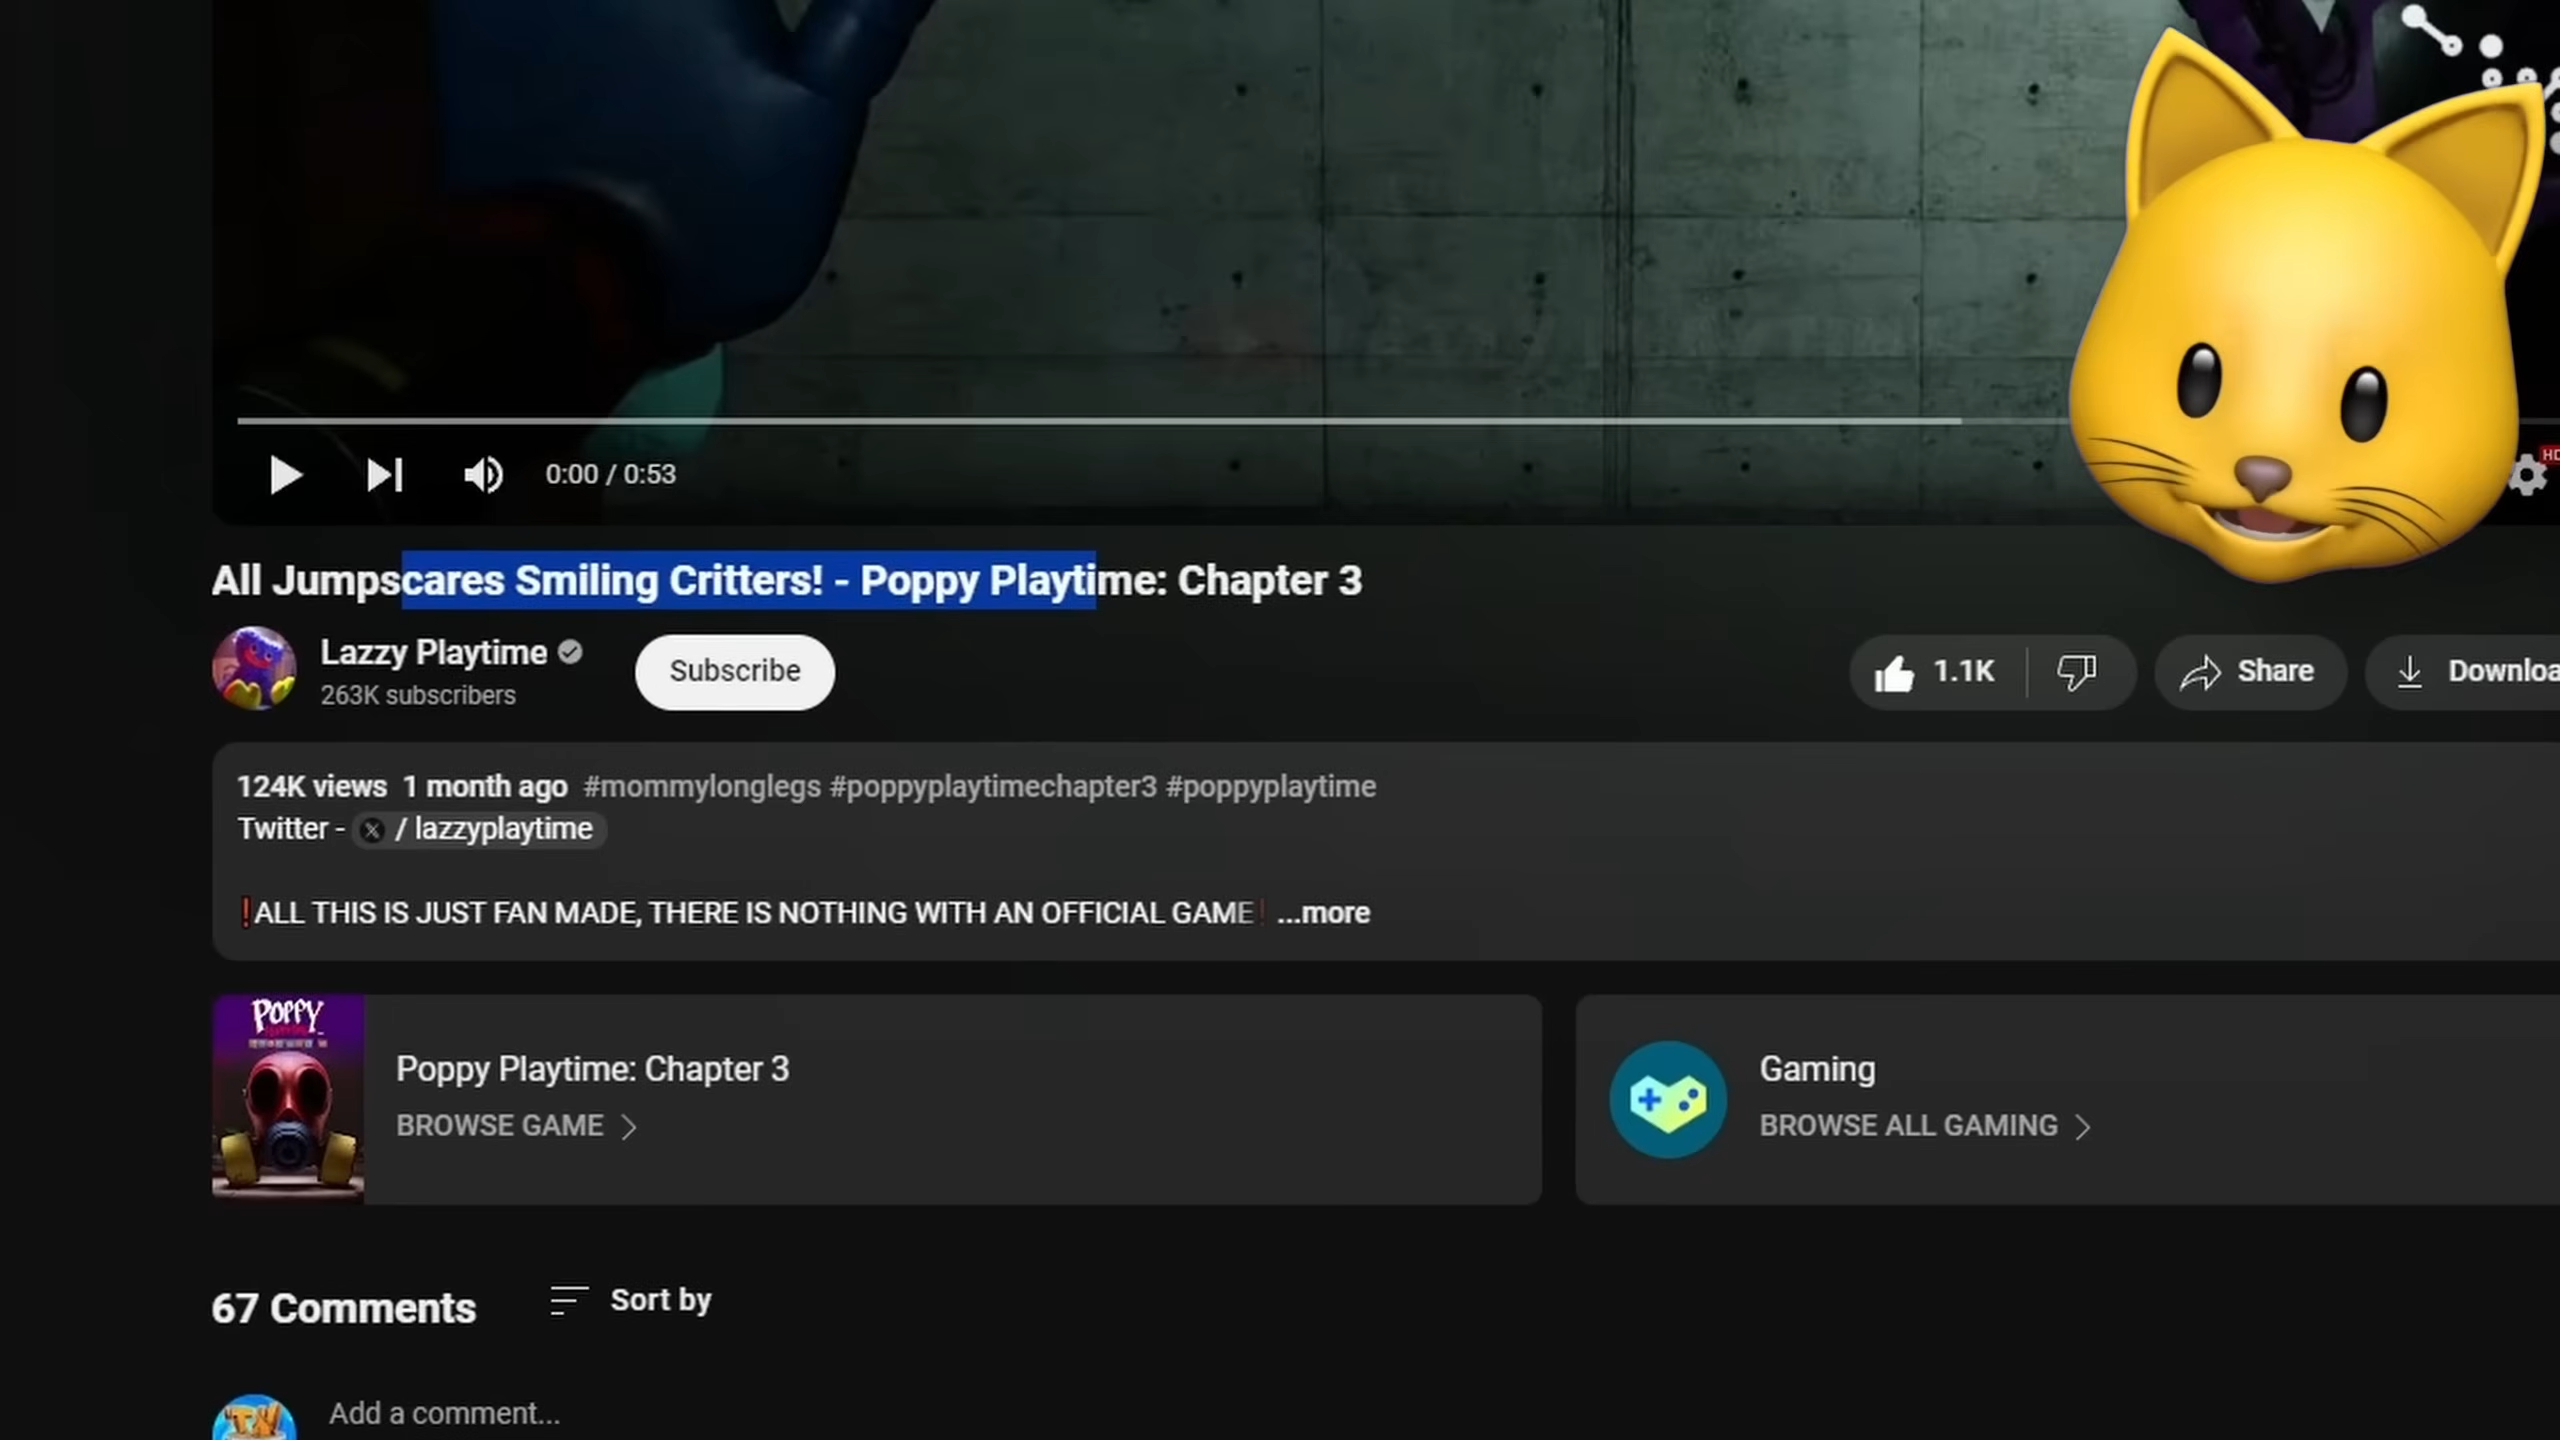 0:00 / 0:53
HD
All Jumpscares Smiling Critters! - Poppy Playtime: Chapter 3
Lazzy Playtime
263K subscribers
Subscribe
1.1K
Share
Downloa
124K views 1 month ago #mommylonglegs #poppyplaytimechapter3 #poppyplaytime
Twitter - X / lazzyplaytime
❗ALL THIS IS JUST FAN MADE, THERE IS NOTHING WITH AN OFFICIAL GAME❗ ...more
POPPY
Poppy Playtime: Chapter 3
BROWSE GAME
Gaming
BROWSE ALL GAMING
67 Comments
Sort by
Add a comment...